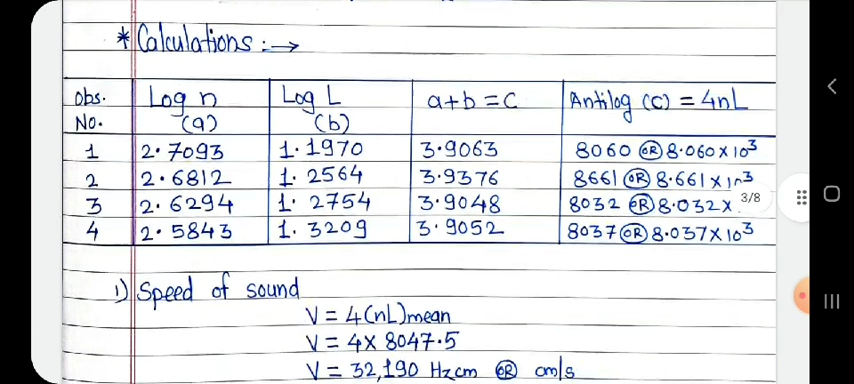 * Calculations :→
Obs. No. | Log n (a) | Log L (b) | a+b=c | Antilog (c) = 4nL
1 | 2.7093 | 1.1970 | 3.9063 | 8060 OR 8.060×10³
2 | 2.6812 | 1.2564 | 3.9376 | 8661 OR 8.661×10³
3 | 2.6294 | 1.2754 | 3.9048 | 8032 OR 8.032×
3/8
4 | 2.5843 | 1.3209 | 3.9052 | 8037 OR 8.037×10³
1) Speed of sound
V = 4(nL)mean
V = 4× 8047.5
V = 32,190 Hzcm OR cm/s